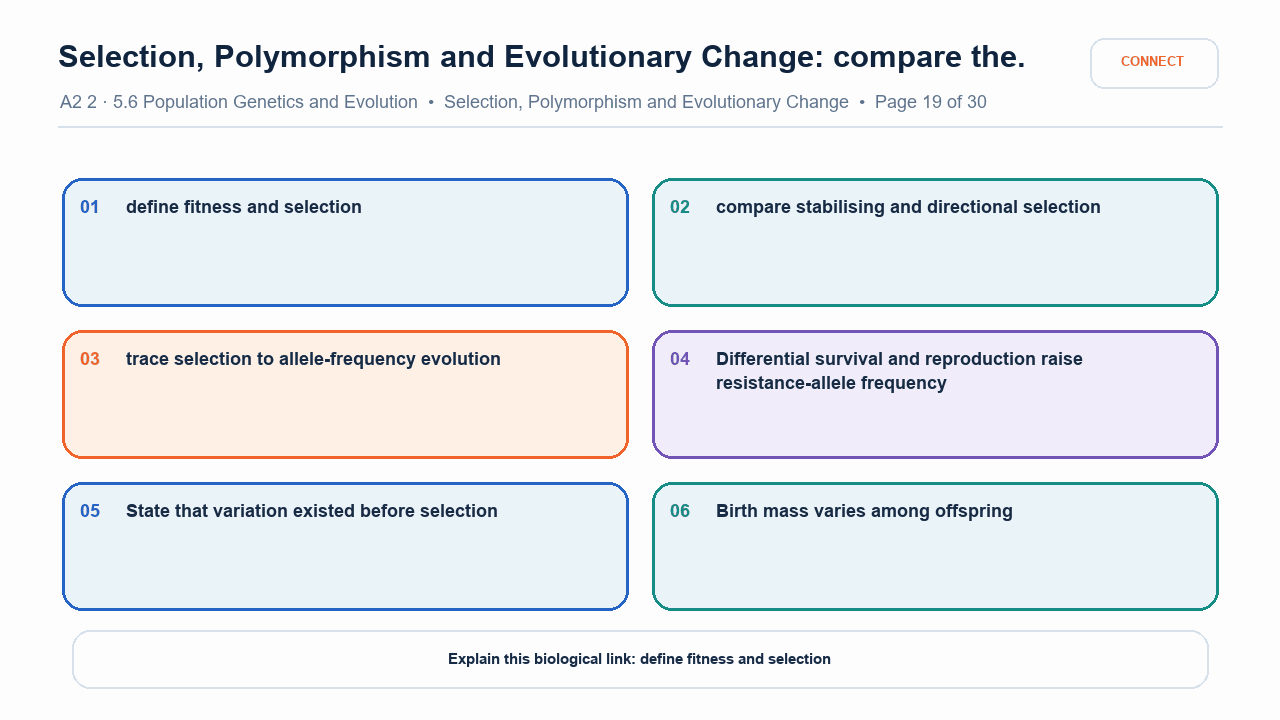 Selection, Polymorphism and Evolutionary Change: compare the.
CONNECT
A2 2 · 5.6 Population Genetics and Evolution • Selection, Polymorphism and Evolutionary Change • Page 19 of 30
01 define fitness and selection
02 compare stabilising and directional selection
03 trace selection to allele-frequency evolution
04 Differential survival and reproduction raise
resistance-allele frequency
05 State that variation existed before selection
06 Birth mass varies among offspring
Explain this biological link: define fitness and selection